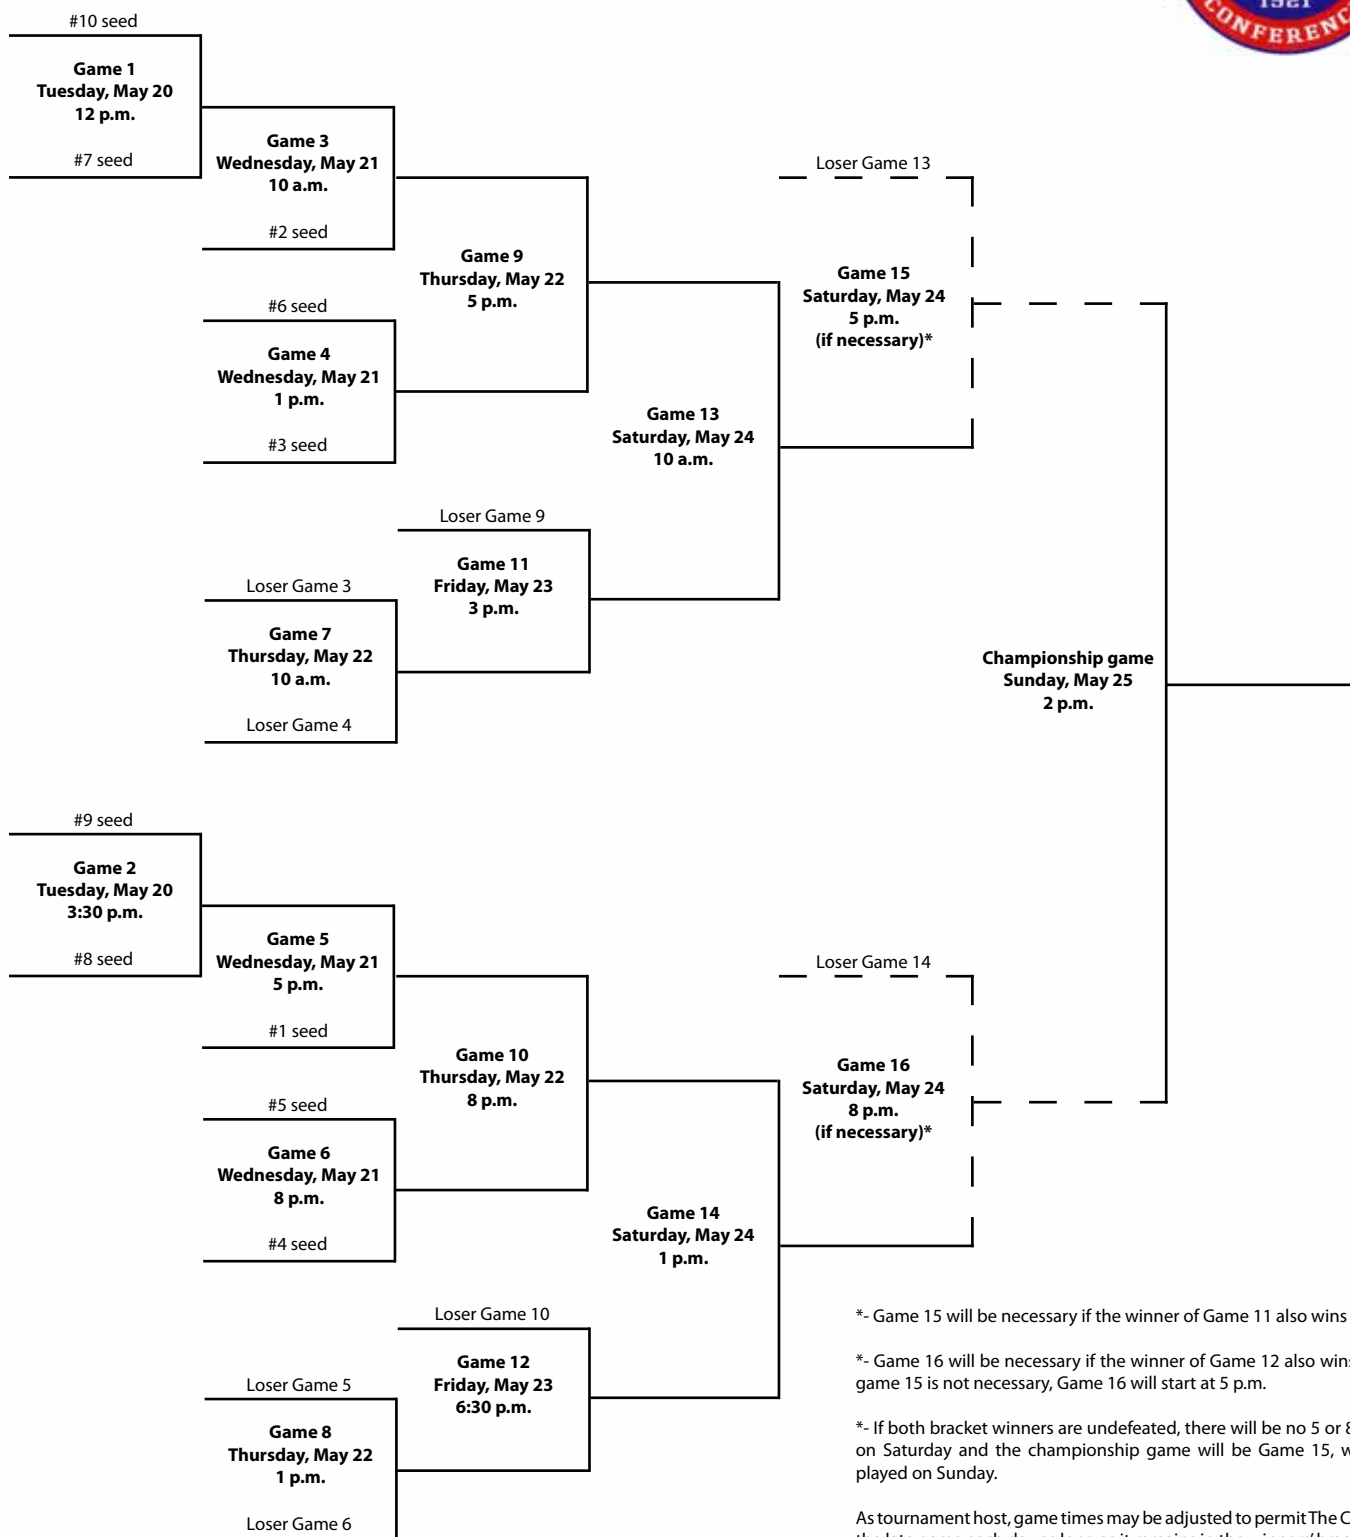 1921
CONFERENC
#10 seed
Game 1
Tuesday, May 20
12 p.m.
#7 seed
Game 3
Wednesday, May 21
10 a.m.
#2 seed
#6 seed
Game 4
Wednesday, May 21
1 p.m.
#3 seed
Game 9
Thursday, May 22
5 p.m.
Loser Game 9
Game 11
Friday, May 23
3 p.m.
Loser Game 3
Game 7
Thursday, May 22
10 a.m.
Loser Game 4
Game 13
Saturday, May 24
10 a.m.
Loser Game 13
Game 15
Saturday, May 24
5 p.m.
(if necessary)*
Championship game
Sunday, May 25
2 p.m.
#9 seed
Game 2
Tuesday, May 20
3:30 p.m.
#8 seed
Game 5
Wednesday, May 21
5 p.m.
#1 seed
#5 seed
Game 6
Wednesday, May 21
8 p.m.
#4 seed
Game 10
Thursday, May 22
8 p.m.
Loser Game 10
Game 12
Friday, May 23
6:30 p.m.
Loser Game 5
Game 8
Thursday, May 22
1 p.m.
Loser Game 6
Game 14
Saturday, May 24
1 p.m.
Loser Game 14
Game 16
Saturday, May 24
8 p.m.
(if necessary)*
*- Game 15 will be necessary if the winner of Game 11 also wins
*- Game 16 will be necessary if the winner of Game 12 also wins
game 15 is not necessary, Game 16 will start at 5 p.m.
*- If both bracket winners are undefeated, there will be no 5 or 8
on Saturday and the championship game will be Game 15, w
played on Sunday.
As tournament host, game times may be adjusted to permit The C